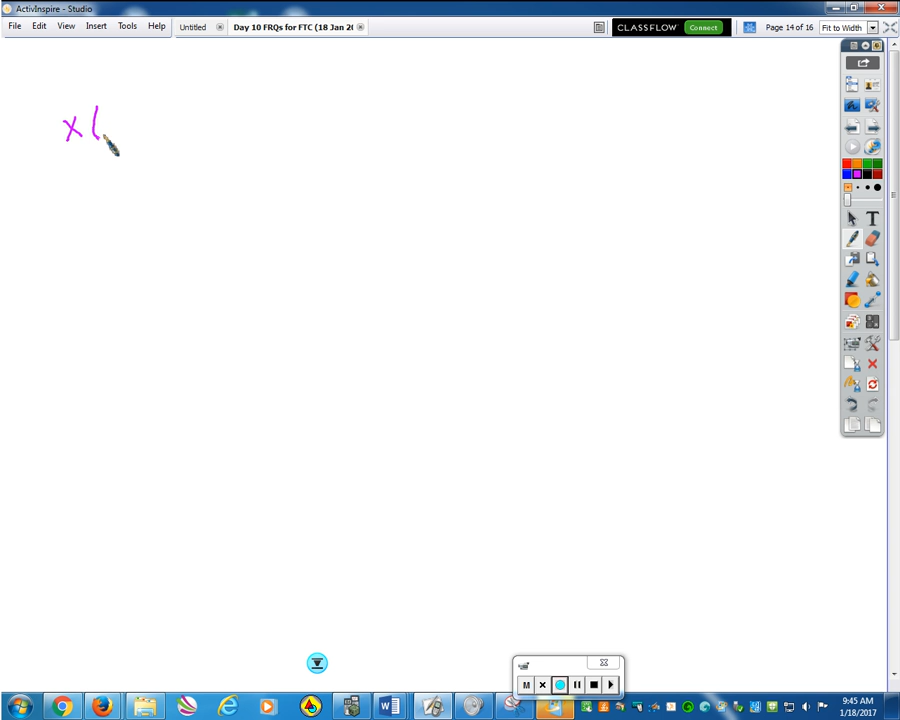 ActivInspire - Studio
File Edit View Insert Tools Help Untitled Day 10 FRQs for FTC (18 Jan 20 CLASSFLOW Connect Page 14 of 16 Fit to Width
x (
T
M
9:45 AM
1/18/2017